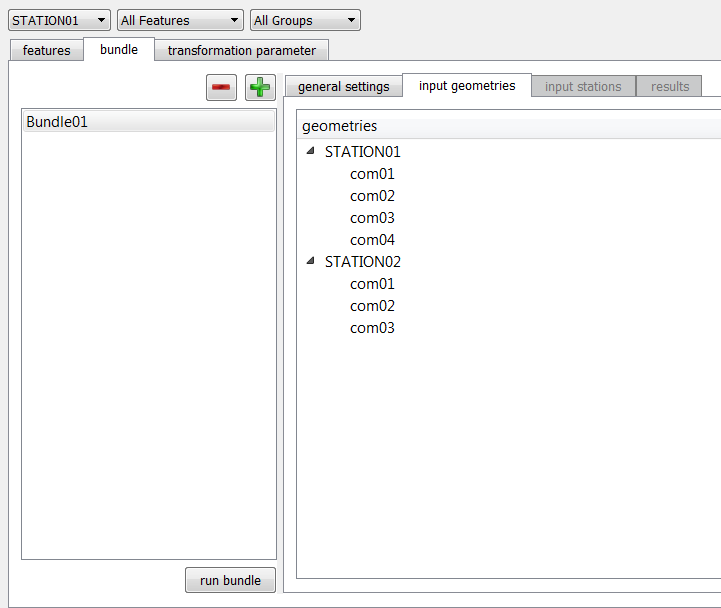 STATION01 All Features All Groups
features bundle transformation parameter
general settings input geometries input stations results
Bundle01
geometries
STATION01
com01
com02
com03
com04
STATION02
com01
com02
com03
run bundle